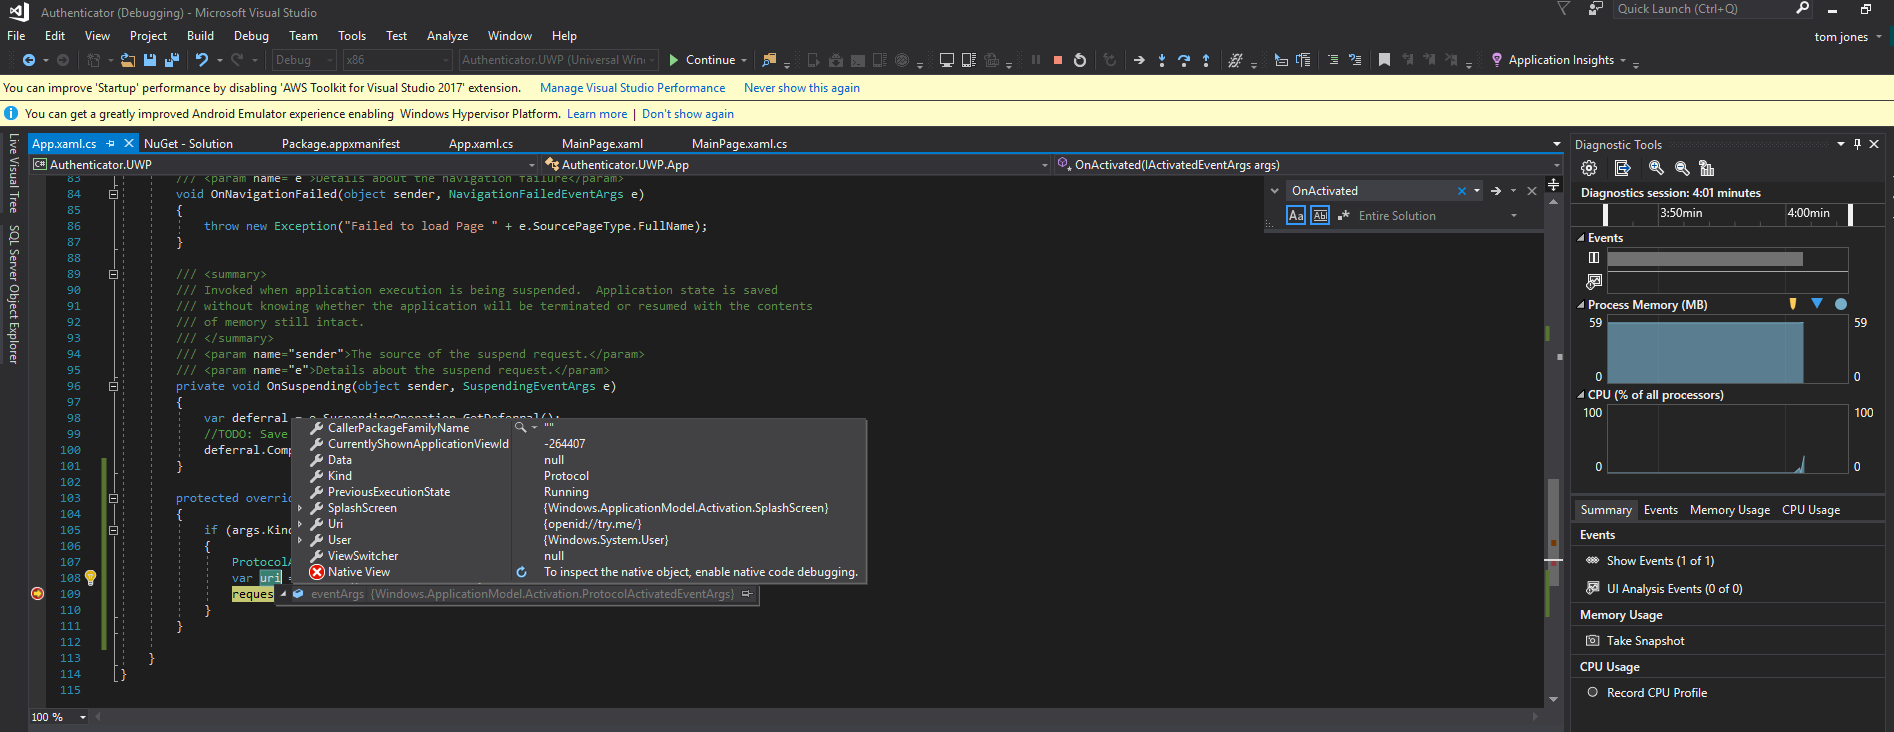 Authenticator (Debugging) - Microsoft Visual Studio
Quick Launch (Ctrl+Q)
File Edit View Project Build Debug Team Tools Test Analyze Window Help
tom jones
Debug x86 Authenticator.UWP (Universal Win Continue Application Insights
You can improve 'Startup' performance by disabling 'AWS Toolkit for Visual Studio 2017' extension. Manage Visual Studio Performance Never show this again
You can get a greatly improved Android Emulator experience enabling Windows Hypervisor Platform. Learn more | Don't show again
Live Visual Tree
SQL Server Object Explorer
App.xaml.cs NuGet - Solution Package.appxmanifest App.xaml.cs MainPage.xaml MainPage.xaml.cs
C# Authenticator.UWP Authenticator.UWP.App OnActivated(IActivatedEventArgs args)
OnActivated
Aa Ab .* Entire Solution
83 /// <param name="e">Details about the navigation failure</param>
84 void OnNavigationFailed(object sender, NavigationFailedEventArgs e)
85 {
86 throw new Exception("Failed to load Page " + e.SourcePageType.FullName);
87 }
88
89 /// <summary>
90 /// Invoked when application execution is being suspended.  Application state is saved
91 /// without knowing whether the application will be terminated or resumed with the contents
92 /// of memory still intact.
93 /// </summary>
94 /// <param name="sender">The source of the suspend request.</param>
95 /// <param name="e">Details about the suspend request.</param>
96 private void OnSuspending(object sender, SuspendingEventArgs e)
97 {
98 var deferral = e.SuspendingOperation.GetDeferral();
99 //TODO: Save
100 deferral.Comp
101 }
102
103 protected overrid
104 {
105 if (args.Kind
106 {
107 ProtocolA
108 var uri =
109 reques
110 }
111 }
112
113 }
114 }
115
CallerPackageFamilyName ""
CurrentlyShownApplicationViewId -264407
Data null
Kind Protocol
PreviousExecutionState Running
SplashScreen {Windows.ApplicationModel.Activation.SplashScreen}
Uri {openid://try.me/}
User {Windows.System.User}
ViewSwitcher null
Native View To inspect the native object, enable native code debugging.
eventArgs {Windows.ApplicationModel.Activation.ProtocolActivatedEventArgs}
100 %
Diagnostic Tools
Diagnostics session: 4:01 minutes
3:50min 4:00min
Events
Process Memory (MB)
59 59
0 0
CPU (% of all processors)
100 100
0 0
Summary Events Memory Usage CPU Usage
Events
Show Events (1 of 1)
UI Analysis Events (0 of 0)
Memory Usage
Take Snapshot
CPU Usage
Record CPU Profile